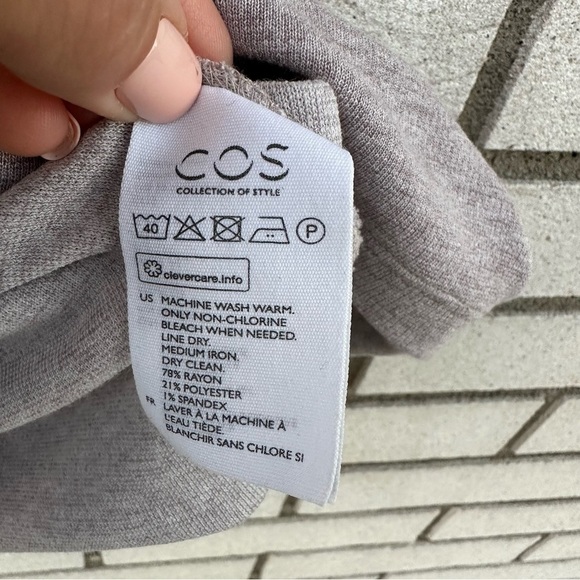 COS
COLLECTION OF STYLE
40 P
clevercare.info
US MACHINE WASH WARM.
ONLY NON-CHLORINE
BLEACH WHEN NEEDED.
LINE DRY.
MEDIUM IRON.
DRY CLEAN.
78% RAYON
21% POLYESTER
1% SPANDEX
FR LAVER À LA MACHINE À
L'EAU TIÈDE.
BLANCHIR SANS CHLORE SI